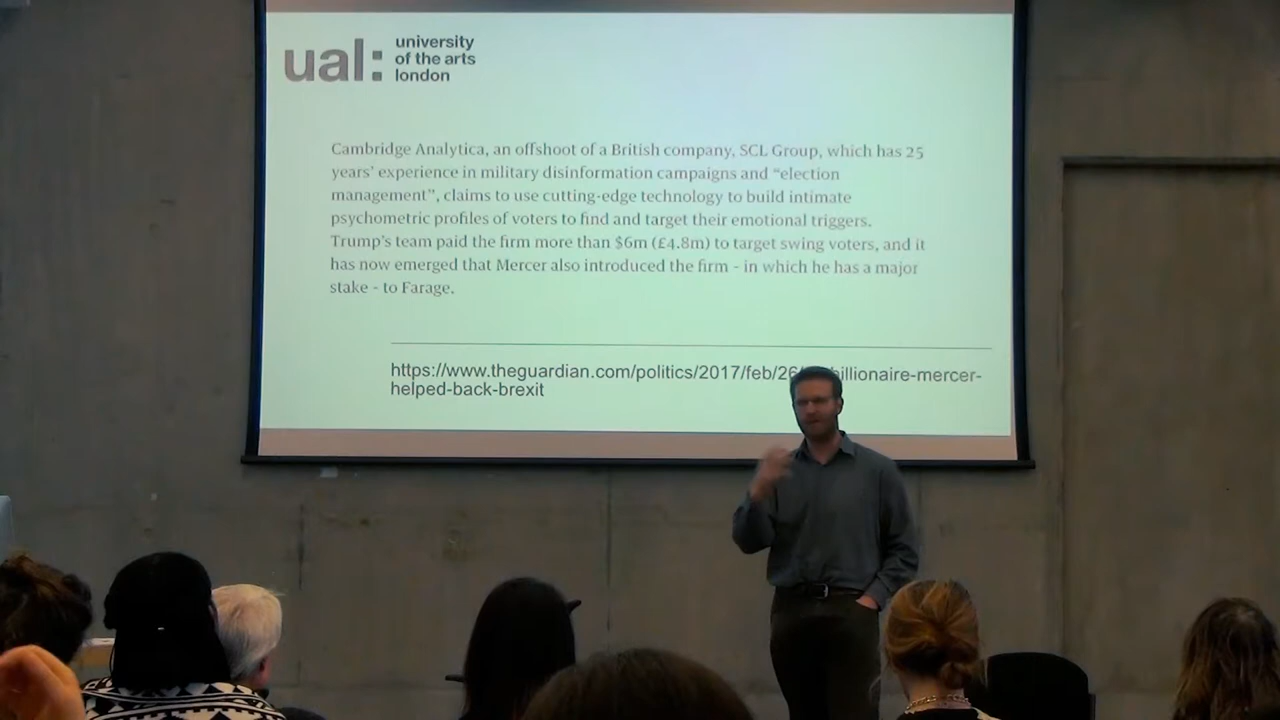 ual:
university
of the arts
london
Cambridge Analytica, an offshoot of a British company, SCL Group, which has 25
years’ experience in military disinformation campaigns and “election
management”, claims to use cutting-edge technology to build intimate
psychometric profiles of voters to find and target their emotional triggers.
Trump’s team paid the firm more than $6m (£4.8m) to target swing voters, and it
has now emerged that Mercer also introduced the firm - in which he has a major
stake - to Farage.
https://www.theguardian.com/politics/2017/feb/26/ billionaire-mercer-
helped-back-brexit